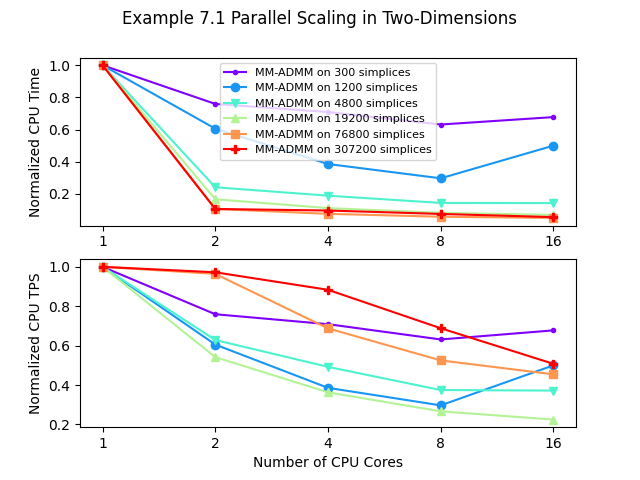 Example 7.1 Parallel Scaling in Two-Dimensions
Normalized CPU Time
1.0
0.8
0.6
0.4
0.2
MM-ADMM on 300 simplices
MM-ADMM on 1200 simplices
MM-ADMM on 4800 simplices
MM-ADMM on 19200 simplices
MM-ADMM on 76800 simplices
MM-ADMM on 307200 simplices
1 2 4 8 16
Normalized CPU TPS
1.0
0.8
0.6
0.4
0.2
1 2 4 8 16
Number of CPU Cores